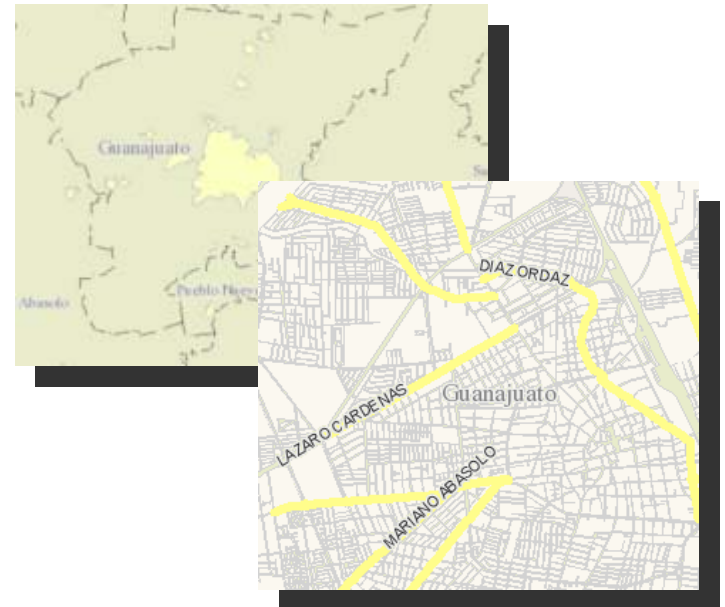 Guanajuato
Abasolo
Pueblo Nuevo
DIAZ ORDAZ
Guanajuato
LAZARO CARDENAS
MARIANO ABASOLO